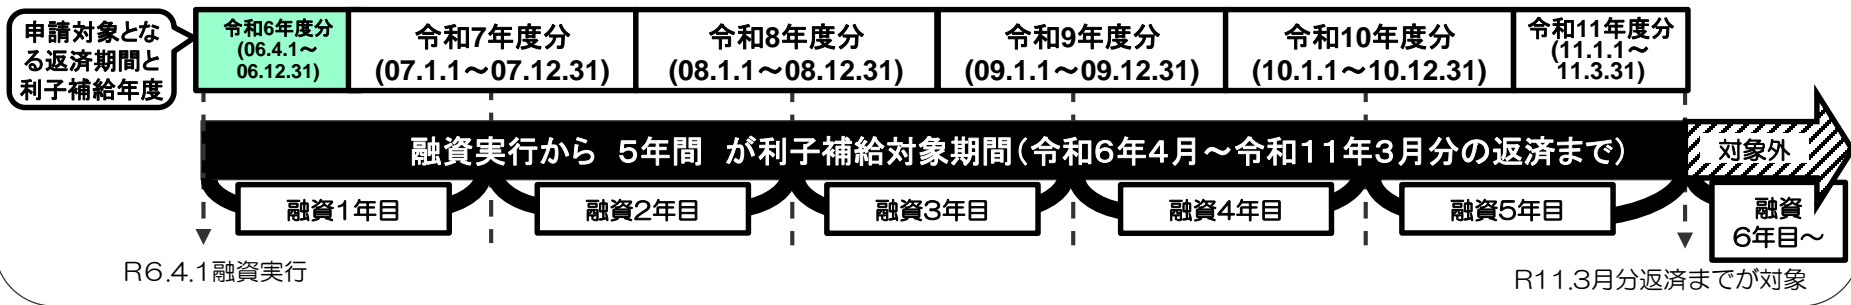 申請対象とな
る返済期間と
利子補給年度
令和6年度分
(06.4.1～
06.12.31)
令和7年度分
(07.1.1～07.12.31)
令和8年度分
(08.1.1～08.12.31)
令和9年度分
(09.1.1～09.12.31)
令和10年度分
(10.1.1～10.12.31)
令和11年度分
(11.1.1～
11.3.31)
融資実行から　５年間　が利子補給対象期間（令和６年４月～令和１１年３月分の返済まで）
対象外
融資1年目
融資2年目
融資3年目
融資4年目
融資5年目
融資
6年目～
R6.4.1融資実行
R11.3月分返済までが対象